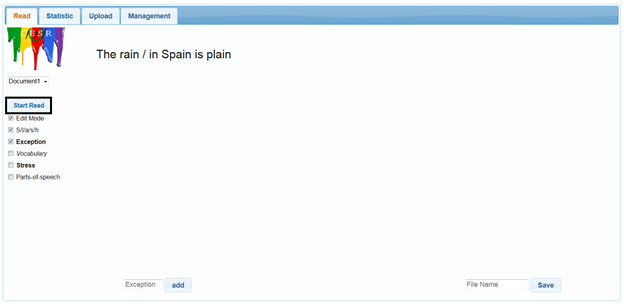 Read Statistic Upload Management
CESR
The rain / in Spain is plain
Document1
Start Read
Edit Mode
S/l/a/s/h
Exception
Vocabulary
Stress
Parts-of-speech
Exception add File Name Save